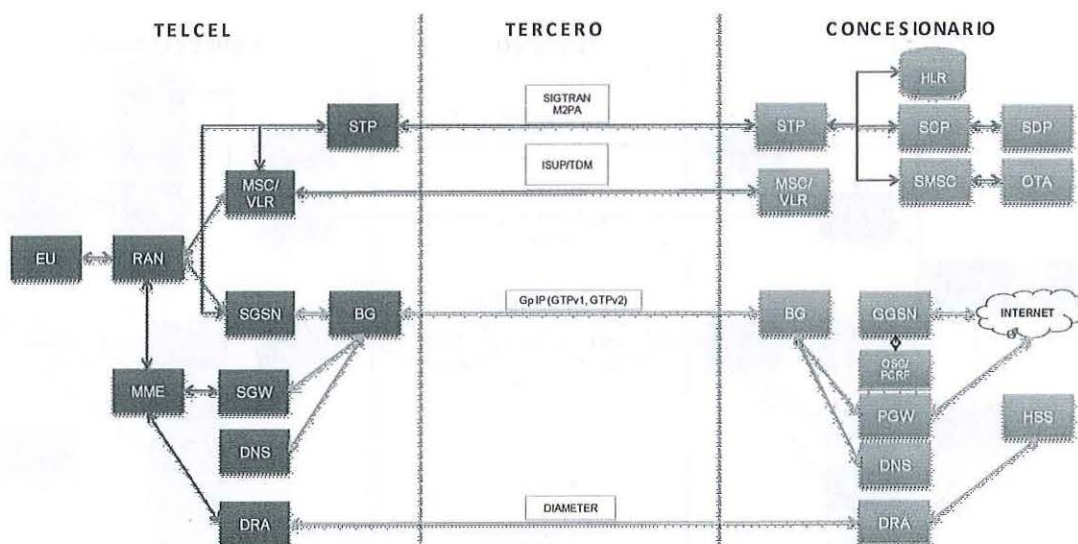 TELCEL
TERCERO
CONCESIONARIO
HLR
SIGTRAN
M2PA
STP
STP
SCP
SDP
ISUP/TDM
MSC/
VLR
MSC/
VLR
SMSC
OTA
EU
RAN
GpIP (GTPv1, GTPv2)
SGSN
BG
BG
GGSN
INTERNET
OSC/
PCRF
MME
SGW
PGW
HSS
DNS
DNS
DIAMETER
DRA
DRA